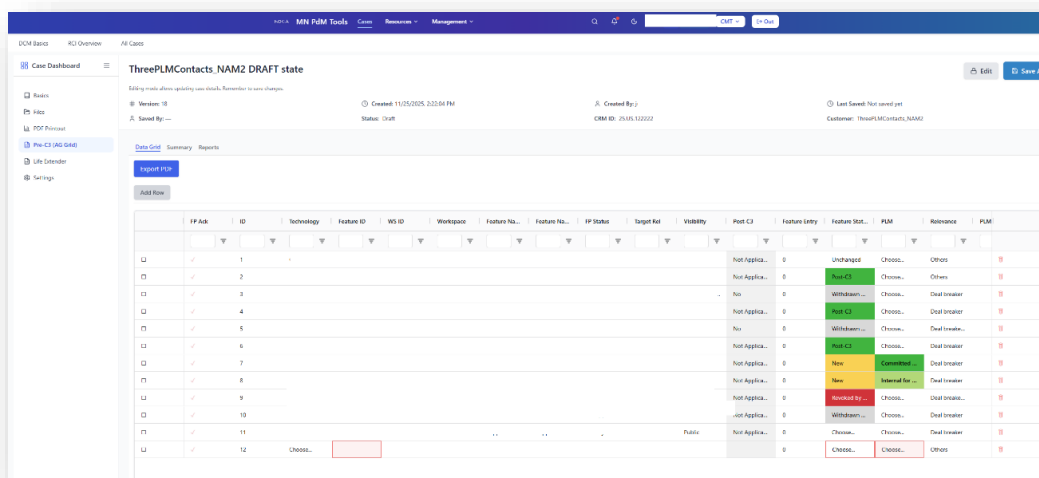 NOKIA MN PdM Tools Cases Resources Management CMT Out
DCM Basics RCI Overview All Cases
Case Dashboard
Basics
Files
PDF Printout
Pre-C3 (AG Grid)
Life Extender
Settings
ThreePLMContacts_NAM2 DRAFT state
Edit Save
Editing mode allows updating case details. Remember to save changes.
Version: 18 Created: 11/25/2025, 2:22:04 PM Created By: Last Saved: Not saved yet
Saved By: — Status: Draft CRM ID: 25.US.122222 Customer: ThreePLMContacts_NAM2
Data Grid Summary Reports
Export PDF
Add Row
FP Ack ID Technology Feature ID WS ID Workspace Feature Na... Feature Na... FP Status Target Rel Visibility Post-C3 Feature Entry Feature Stat... PLM Relevance PLM
1 Not Applica... 0 Unchanged Choose... Others
2 Not Applica... 0 Post-C3 Choose... Others
3 No 0 Withdrawn ... Choose... Deal breaker
4 Not Applica... 0 Post-C3 Choose... Deal breaker
5 No 0 Withdrawn ... Choose... Deal breake...
6 Not Applica... 0 Post-C3 Choose... Deal breaker
7 Not Applica... 0 New Committed ... Deal breaker
8 Not Applica... 0 New Internal for ... Deal breaker
9 Not Applica... 0 Revoked By ... Choose... Deal breake...
10 Not Applica... 0 Withdrawn ... Choose... Deal breaker
11 Public Not Applica... 0 Choose... Choose... Deal breaker
12 Choose... 0 Choose... Choose... Others